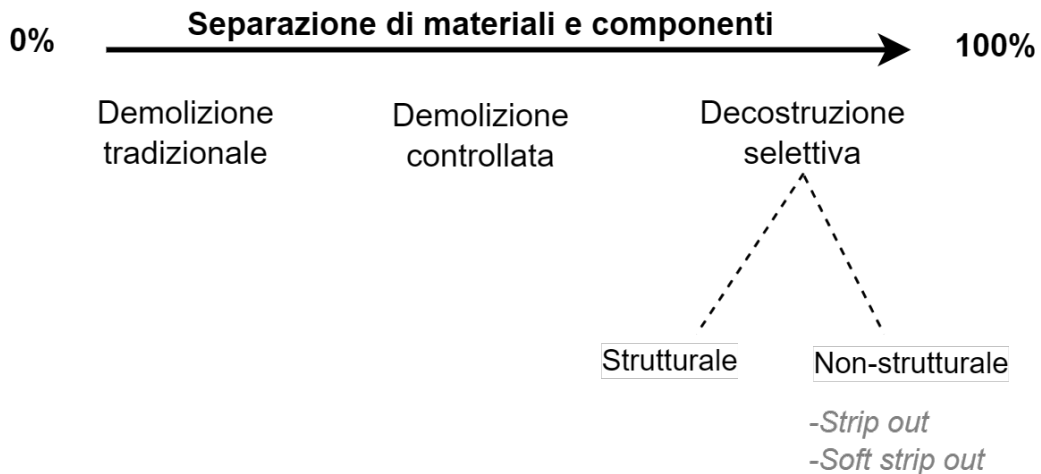 Separazione di materiali e componenti
0%
100%
Demolizione
tradizionale
Demolizione
controllata
Decostruzione
selettiva
Strutturale
Non-strutturale
-Strip out
-Soft strip out